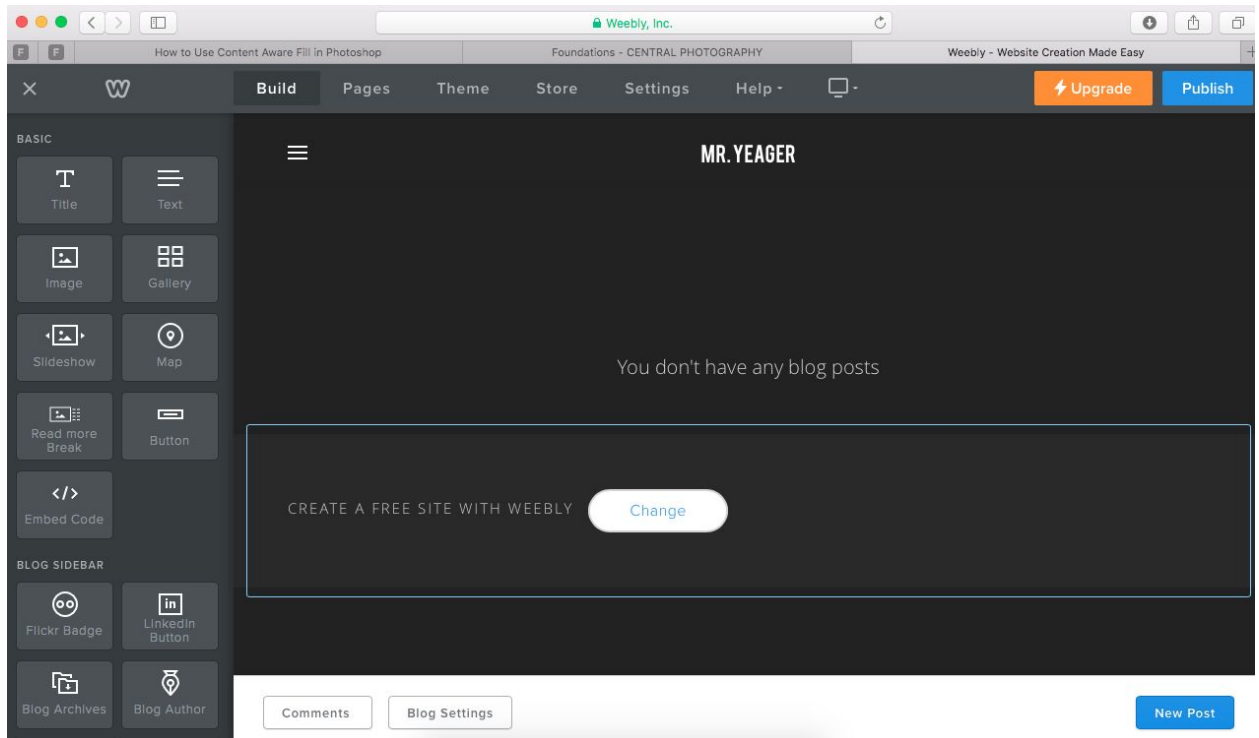 Weebly, Inc.
F F How to Use Content Aware Fill in Photoshop Foundations - CENTRAL PHOTOGRAPHY Weebly - Website Creation Made Easy
Build Pages Theme Store Settings Help Upgrade Publish
BASIC
MR. YEAGER
Title Text
Image Gallery
Slideshow Map
You don't have any blog posts
Read more
Break
Button
Embed Code
CREATE A FREE SITE WITH WEEBLY Change
BLOG SIDEBAR
Flickr Badge
in
LinkedIn
Button
Blog Archives Blog Author
Comments Blog Settings New Post